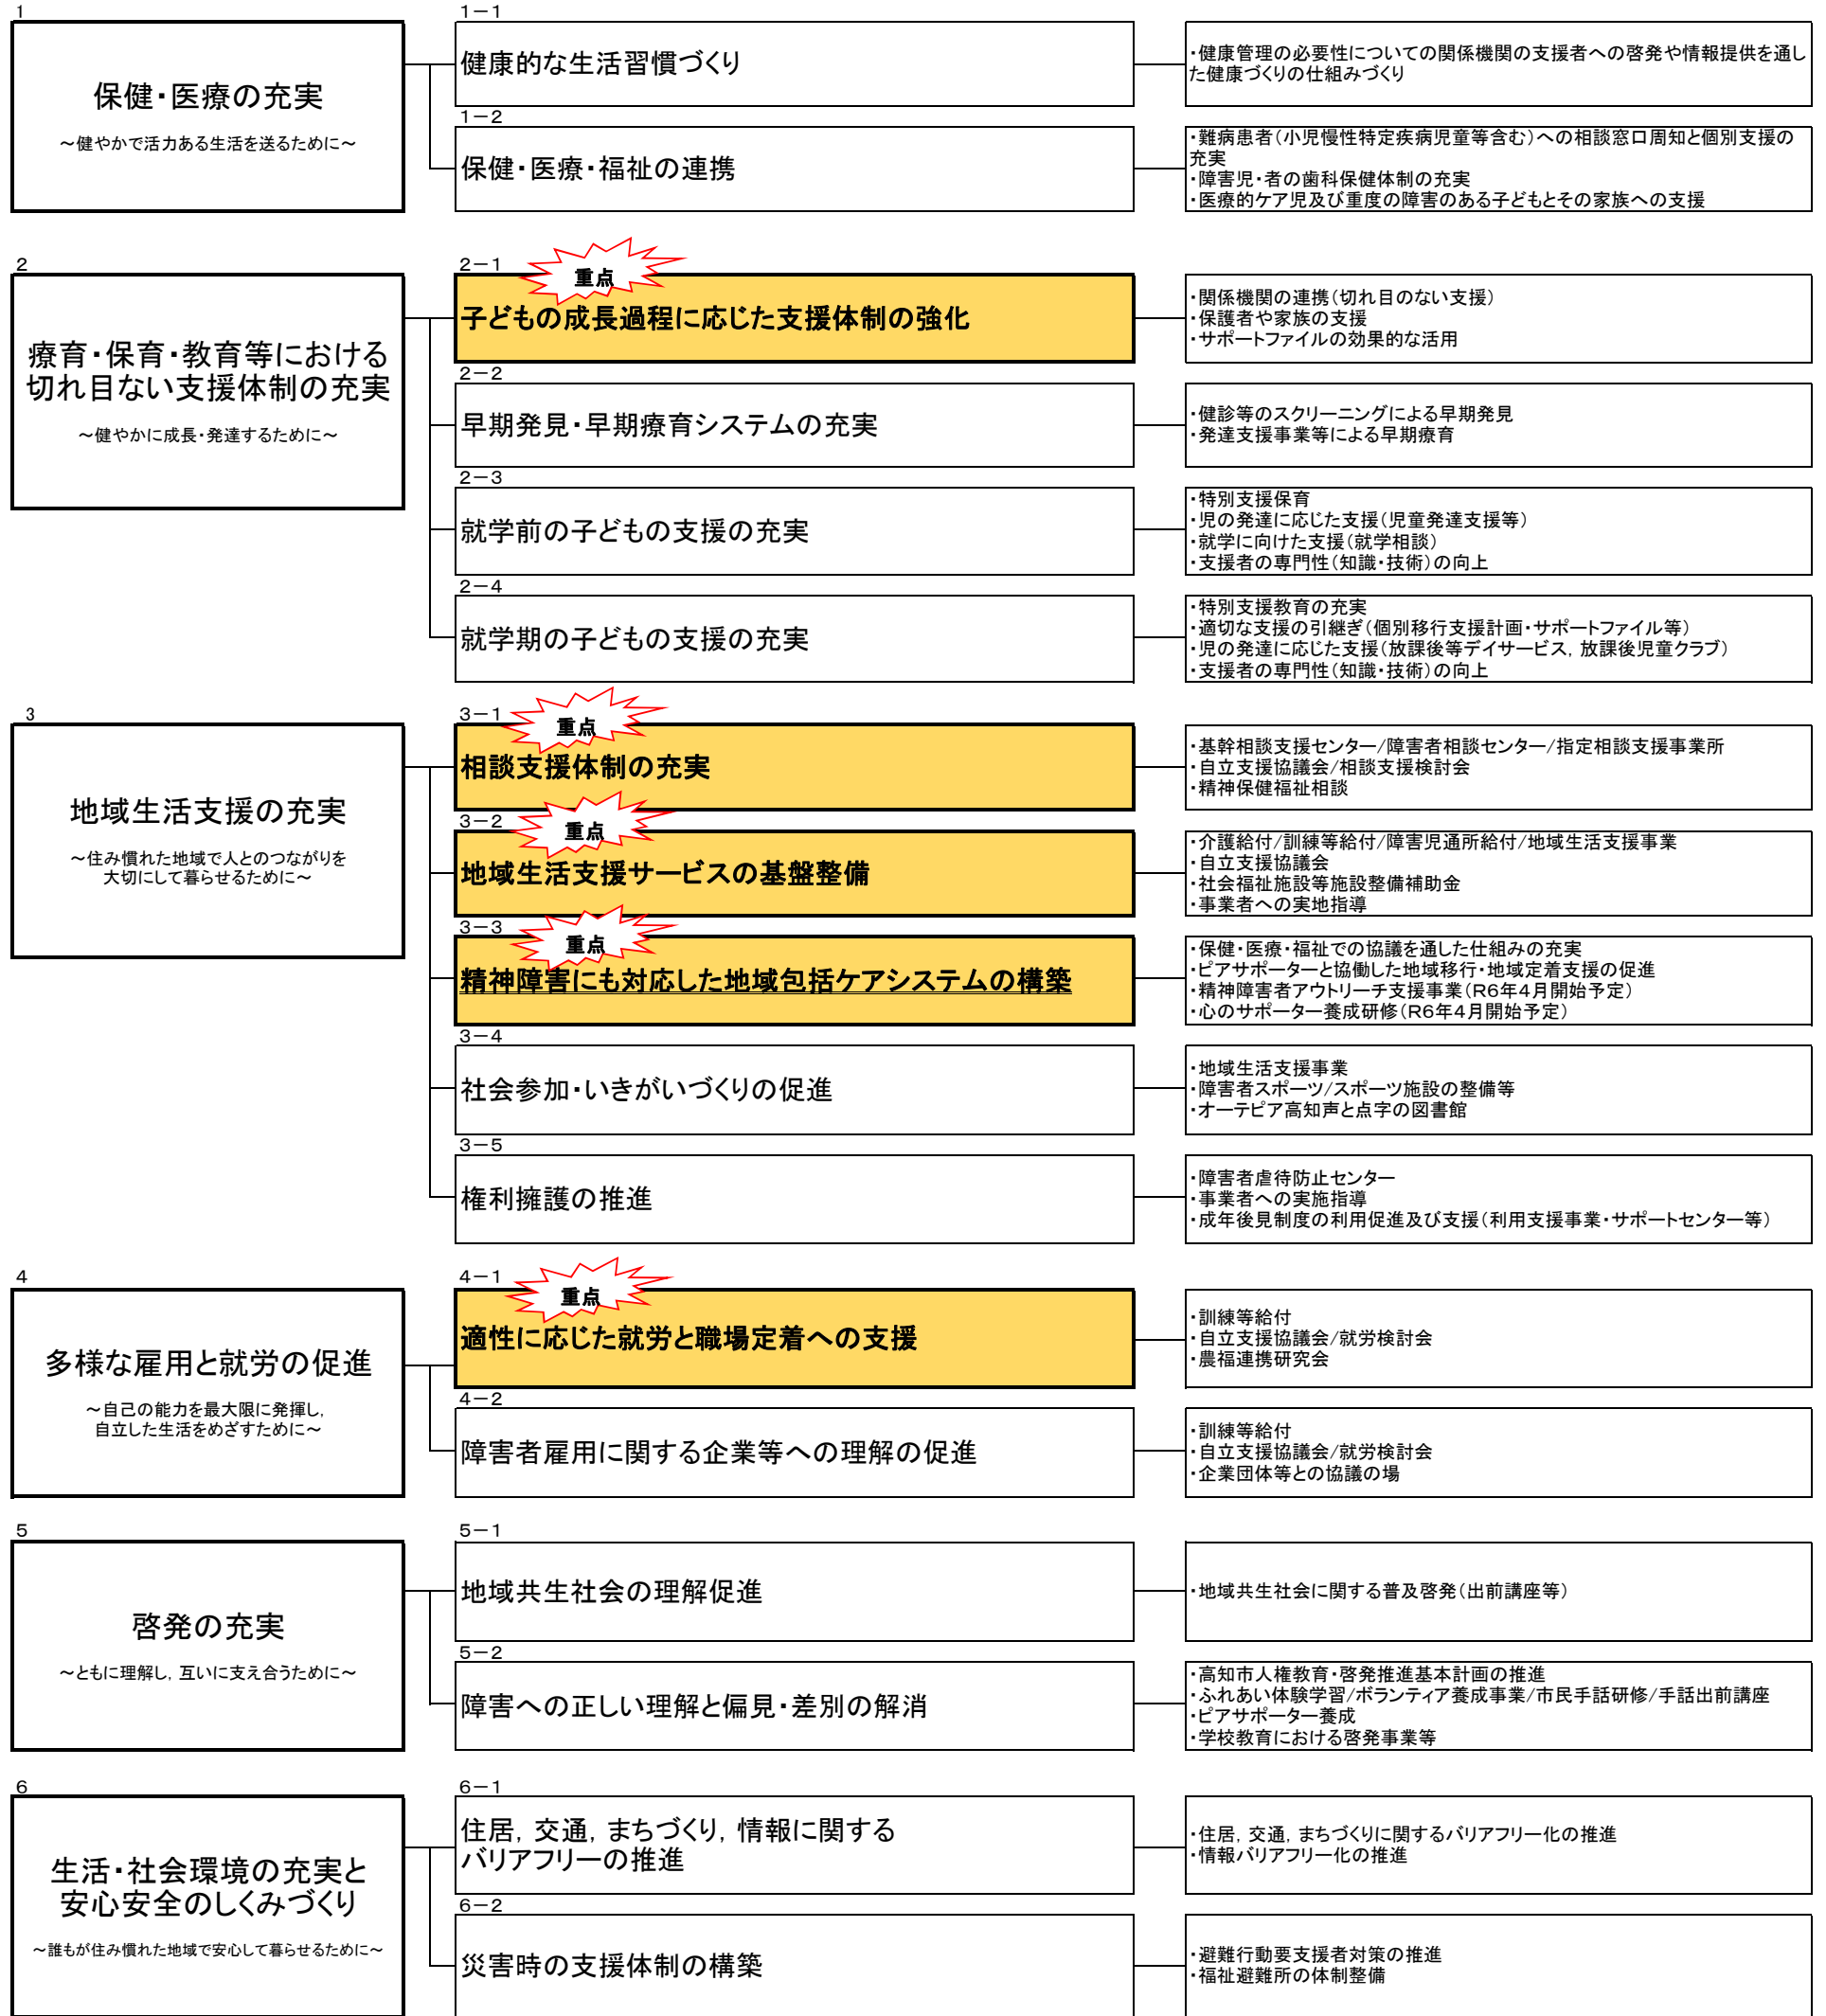 1
保健・医療の充実
～健やかで活力ある生活を送るために～
1－1
健康的な生活習慣づくり
・健康管理の必要性についての関係機関の支援者への啓発や情報提供を通し
た健康づくりの仕組みづくり
1－2
保健・医療・福祉の連携
・難病患者（小児慢性特定疾病児童等含む）への相談窓口周知と個別支援の
充実
・障害児・者の歯科保健体制の充実
・医療的ケア児及び重度の障害のある子どもとその家族への支援
2
療育・保育・教育等における
切れ目ない支援体制の充実
～健やかに成長・発達するために～
2－1
重点
子どもの成長過程に応じた支援体制の強化
・関係機関の連携（切れ目のない支援）
・保護者や家族の支援
・サポートファイルの効果的な活用
2－2
早期発見・早期療育システムの充実
・健診等のスクリーニングによる早期発見
・発達支援事業等による早期療育
2－3
就学前の子どもの支援の充実
・特別支援保育
・児の発達に応じた支援（児童発達支援等）
・就学に向けた支援（就学相談）
・支援者の専門性（知識・技術）の向上
2－4
就学期の子どもの支援の充実
・特別支援教育の充実
・適切な支援の引継ぎ（個別移行支援計画・サポートファイル等）
・児の発達に応じた支援（放課後等デイサービス，放課後児童クラブ）
・支援者の専門性（知識・技術）の向上
3
地域生活支援の充実
～住み慣れた地域で人とのつながりを
大切にして暮らせるために～
3－1
重点
相談支援体制の充実
・基幹相談支援センター/障害者相談センター/指定相談支援事業所
・自立支援協議会/相談支援検討会
・精神保健福祉相談
3－2
重点
地域生活支援サービスの基盤整備
・介護給付/訓練等給付/障害児通所給付/地域生活支援事業
・自立支援協議会
・社会福祉施設等施設整備補助金
・事業者への実地指導
3－3
重点
精神障害にも対応した地域包括ケアシステムの構築
・保健・医療・福祉での協議を通した仕組みの充実
・ピアサポーターと協働した地域移行・地域定着支援の促進
・精神障害者アウトリーチ支援事業（R6年4月開始予定）
・心のサポーター養成研修（R6年4月開始予定）
3－4
社会参加・いきがいづくりの促進
・地域生活支援事業
・障害者スポーツ/スポーツ施設の整備等
・オーテピア高知声と点字の図書館
3－5
権利擁護の推進
・障害者虐待防止センター
・事業者への実施指導
・成年後見制度の利用促進及び支援（利用支援事業・サポートセンター等）
4
多様な雇用と就労の促進
～自己の能力を最大限に発揮し，
自立した生活をめざすために～
4－1
重点
適性に応じた就労と職場定着への支援
・訓練等給付
・自立支援協議会/就労検討会
・農福連携研究会
4－2
障害者雇用に関する企業等への理解の促進
・訓練等給付
・自立支援協議会/就労検討会
・企業団体等との協議の場
5
啓発の充実
～ともに理解し，互いに支え合うために～
5－1
地域共生社会の理解促進
・地域共生社会に関する普及啓発（出前講座等）
5－2
障害への正しい理解と偏見・差別の解消
・高知市人権教育・啓発推進基本計画の推進
・ふれあい体験学習/ボランティア養成事業/市民手話研修/手話出前講座
・ピアサポーター養成
・学校教育における啓発事業等
6
生活・社会環境の充実と
安心安全のしくみづくり
～誰もが住み慣れた地域で安心して暮らせるために～
6－1
住居，交通，まちづくり，情報に関する
バリアフリーの推進
・住居，交通，まちづくりに関するバリアフリー化の推進
・情報バリアフリー化の推進
6－2
災害時の支援体制の構築
・避難行動要支援者対策の推進
・福祉避難所の体制整備